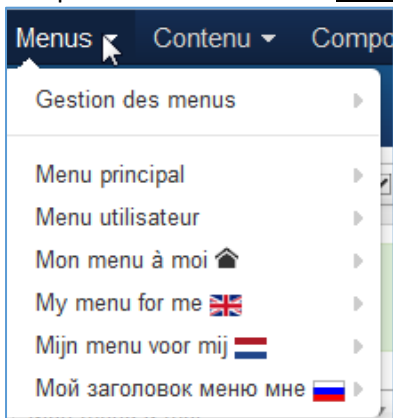 Menus Contenu Compo
Gestion des menus
Menu principal
Menu utilisateur
Mon menu à moi
My menu for me
Mijn menu voor mij
Мой заголовок меню мне